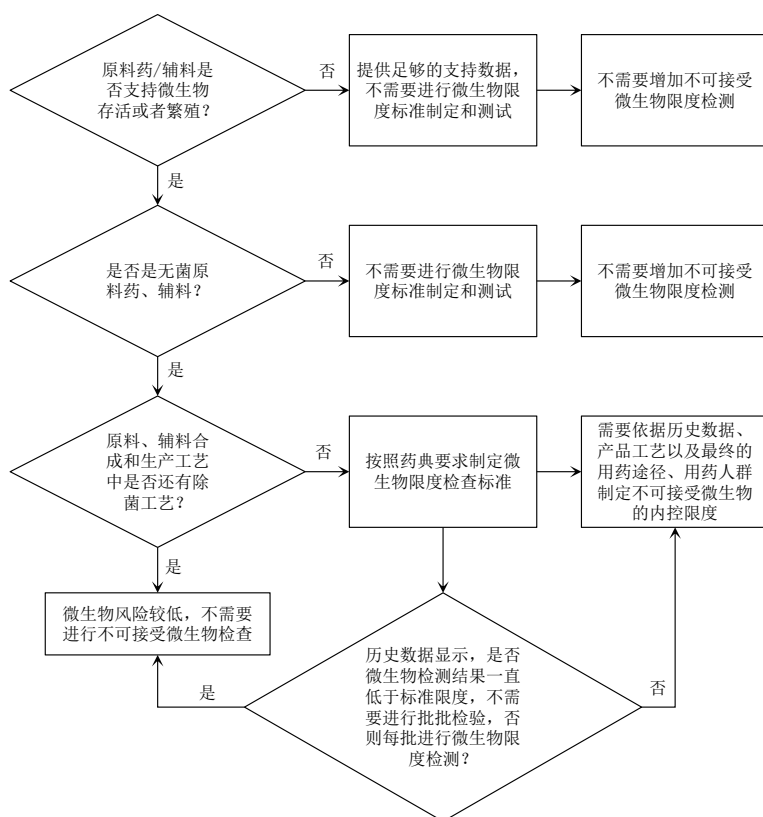 原料药/辅料是
否支持微生物
存活或者繁殖？
否
提供足够的支持数据，
不需要进行微生物限
度标准制定和测试
不需要增加不可接受
微生物限度检测
是
是否是无菌原
料药、辅料？
否
不需要进行微生物限
度标准制定和测试
不需要增加不可接受
微生物限度检测
是
原料、辅料合
成和生产工艺
中是否还有除
菌工艺？
否
按照药典要求制定微
生物限度检查标准
需要依据历史数据、
产品工艺以及最终的
用药途径、用药人群
制定不可接受微生物
的内控限度
是
微生物风险较低，不需要
进行不可接受微生物检查
历史数据显示，是否
微生物检测结果一直
低于标准限度，不需
要进行批批检验，否
则每批进行微生物限
度检测？
是
否